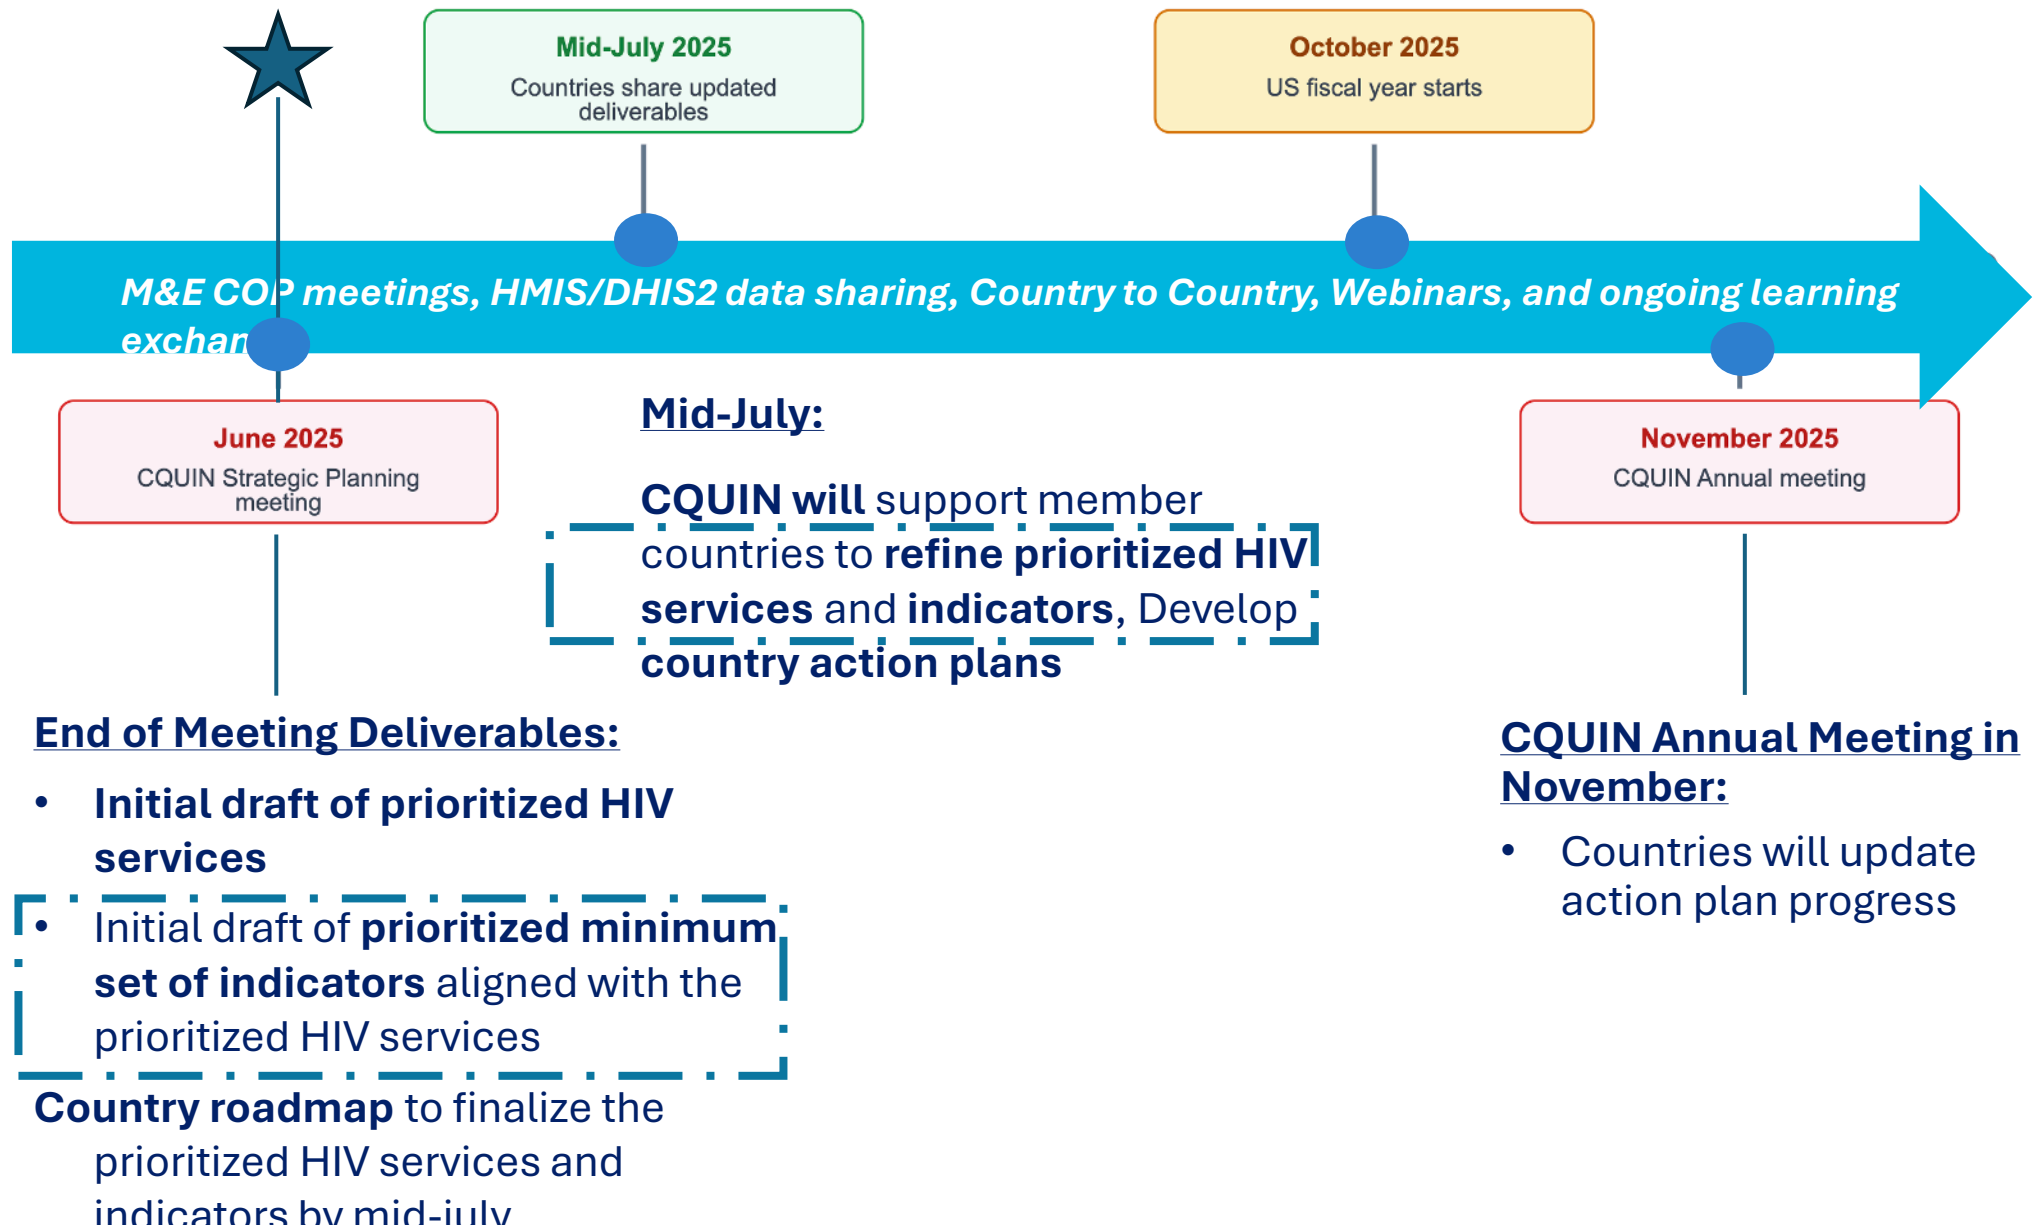 Mid-July 2025
Countries share updated
deliverables
October 2025
US fiscal year starts
M&E COP meetings, HMIS/DHIS2 data sharing, Country to Country, Webinars, and ongoing learning
exchan
June 2025
CQUIN Strategic Planning
meeting
Mid-July:
CQUIN will support member
countries to refine prioritized HIV
services and indicators, Develop
country action plans
November 2025
CQUIN Annual meeting
End of Meeting Deliverables:
• Initial draft of prioritized HIV
services
• Initial draft of prioritized minimum
set of indicators aligned with the
prioritized HIV services
Country roadmap to finalize the
prioritized HIV services and
indicators by mid-july
CQUIN Annual Meeting in
November:
• Countries will update
action plan progress